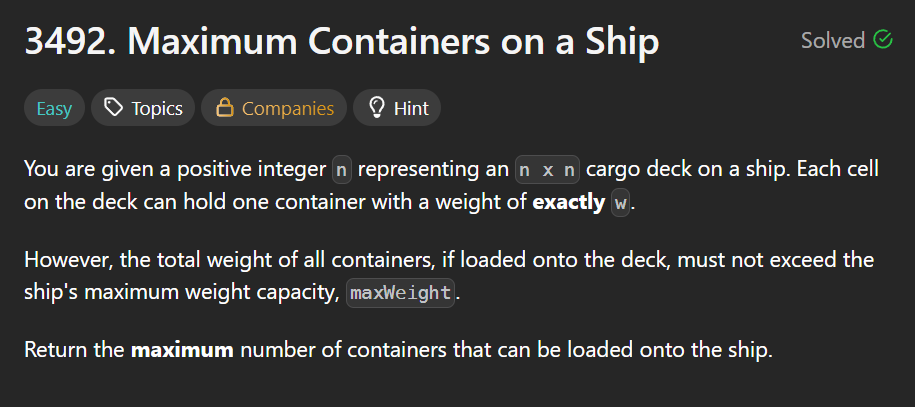 3492. Maximum Containers on a Ship
Solved
Easy Topics Companies Hint
You are given a positive integer n representing an n x n cargo deck on a ship. Each cell
on the deck can hold one container with a weight of exactly w.
However, the total weight of all containers, if loaded onto the deck, must not exceed the
ship's maximum weight capacity, maxWeight.
Return the maximum number of containers that can be loaded onto the ship.